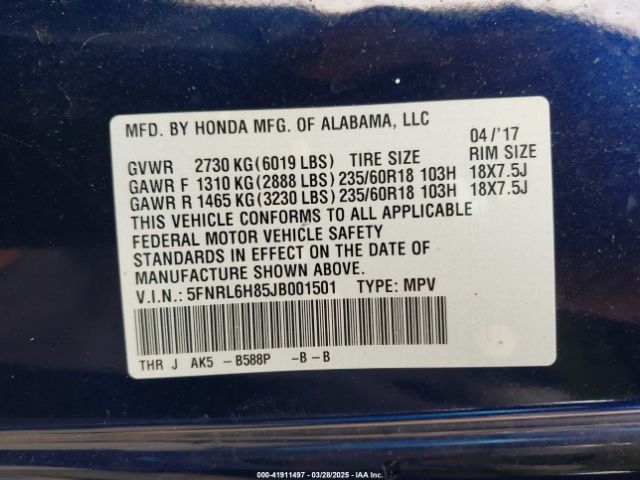 MFD. BY HONDA MFG. OF ALABAMA, LLC 04/'17
GVWR 2730 KG(6019 LBS) TIRE SIZE RIM SIZE
GAWR F 1310 KG(2888 LBS) 235/60R18 103H 18X7.5J
GAWR R 1465 KG(3230 LBS) 235/60R18 103H 18X7.5J
THIS VEHICLE CONFORMS TO ALL APPLICABLE
FEDERAL MOTOR VEHICLE SAFETY
STANDARDS IN EFFECT ON THE DATE OF
MANUFACTURE SHOWN ABOVE.
V.I.N.: 5FNRL6H85JB001501 TYPE: MPV
THR J AK5 -B588P -B-B
00-41911497 - 03/28/2025 - IAA Inc.